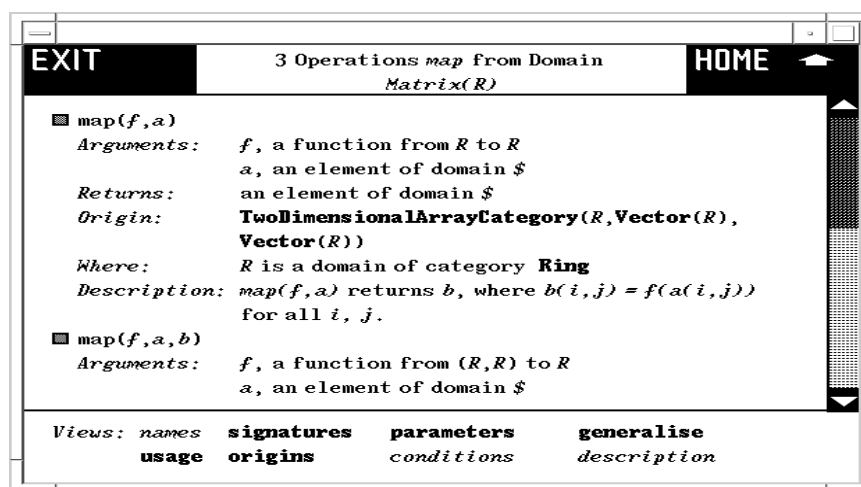 EXIT
3 Operations map from Domain
Matrix(R)
HOME
map(f,a)
Arguments: f, a function from R to R
a, an element of domain $
Returns: an element of domain $
Origin: TwoDimensionalArrayCategory(R,Vector(R),
Vector(R))
Where: R is a domain of category Ring
Description: map(f,a) returns b, where b(i,j) = f(a(i,j))
for all i, j.
map(f,a,b)
Arguments: f, a function from (R,R) to R
a, an element of domain $
Views: names signatures parameters generalise
usage origins conditions description